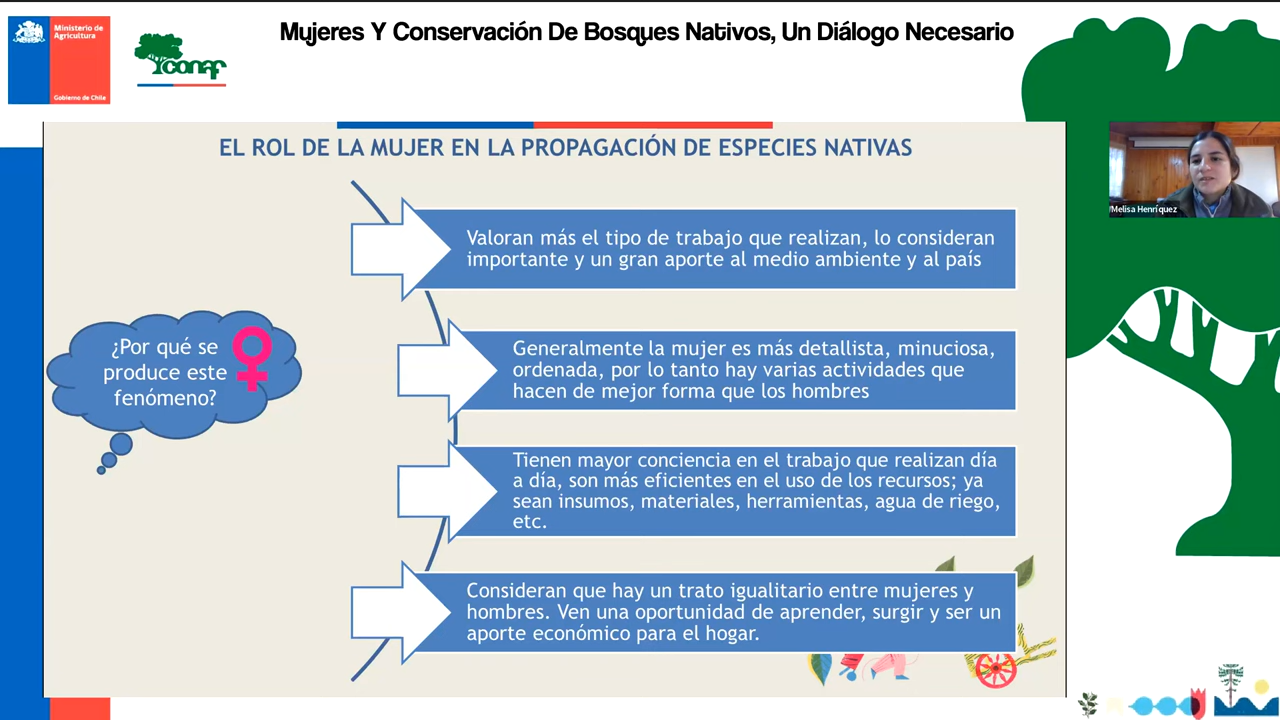 Ministerio de
Agricultura
Gobierno de Chile
conaf
Mujeres Y Conservación De Bosques Nativos, Un Diálogo Necesario
EL ROL DE LA MUJER EN LA PROPAGACIÓN DE ESPECIES NATIVAS
Melisa Henríquez
¿Por qué se
produce este
fenómeno?
Valoran más el tipo de trabajo que realizan, lo consideran
importante y un gran aporte al medio ambiente y al país
Generalmente la mujer es más detallista, minuciosa,
ordenada, por lo tanto hay varias actividades que
hacen de mejor forma que los hombres
Tienen mayor conciencia en el trabajo que realizan día
a día, son más eficientes en el uso de los recursos; ya
sean insumos, materiales, herramientas, agua de riego,
etc.
Consideran que hay un trato igualitario entre mujeres y
hombres. Ven una oportunidad de aprender, surgir y ser un
aporte económico para el hogar.